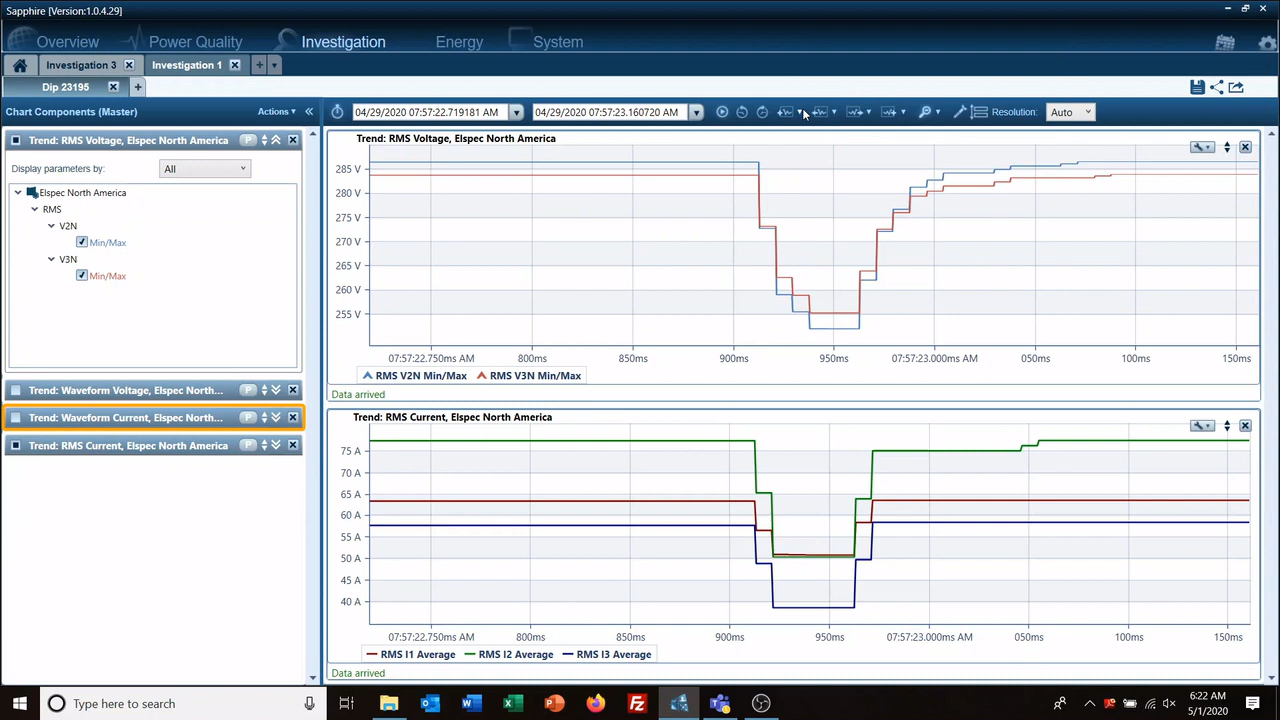 Sapphire [Version:1.0.4.29]
Overview
Power Quality
Investigation
Energy
System
Investigation 3
Investigation 1
+
Dip 23195
+
Chart Components (Master)
Actions
04/29/2020 07:57:22.719181 AM
04/29/2020 07:57:23.160720 AM
Resolution:
Auto
Trend: RMS Voltage, Elspec North America
P
Display parameters by:
All
Elspec North America
RMS
V2N
Min/Max
V3N
Min/Max
Trend: Waveform Voltage, Elspec North...
P
Trend: Waveform Current, Elspec North...
P
Trend: RMS Current, Elspec North America
P
Trend: RMS Voltage, Elspec North America
285 V
280 V
275 V
270 V
265 V
260 V
255 V
07:57:22.750ms AM
800ms
850ms
900ms
950ms
07:57:23.000ms AM
050ms
100ms
150ms
RMS V2N Min/Max
RMS V3N Min/Max
Data arrived
Trend: RMS Current, Elspec North America
75 A
70 A
65 A
60 A
55 A
50 A
45 A
40 A
07:57:22.750ms AM
800ms
850ms
900ms
950ms
07:57:23.000ms AM
050ms
100ms
150ms
RMS I1 Average
RMS I2 Average
RMS I3 Average
Data arrived
Type here to search
6:22 AM
5/1/2020